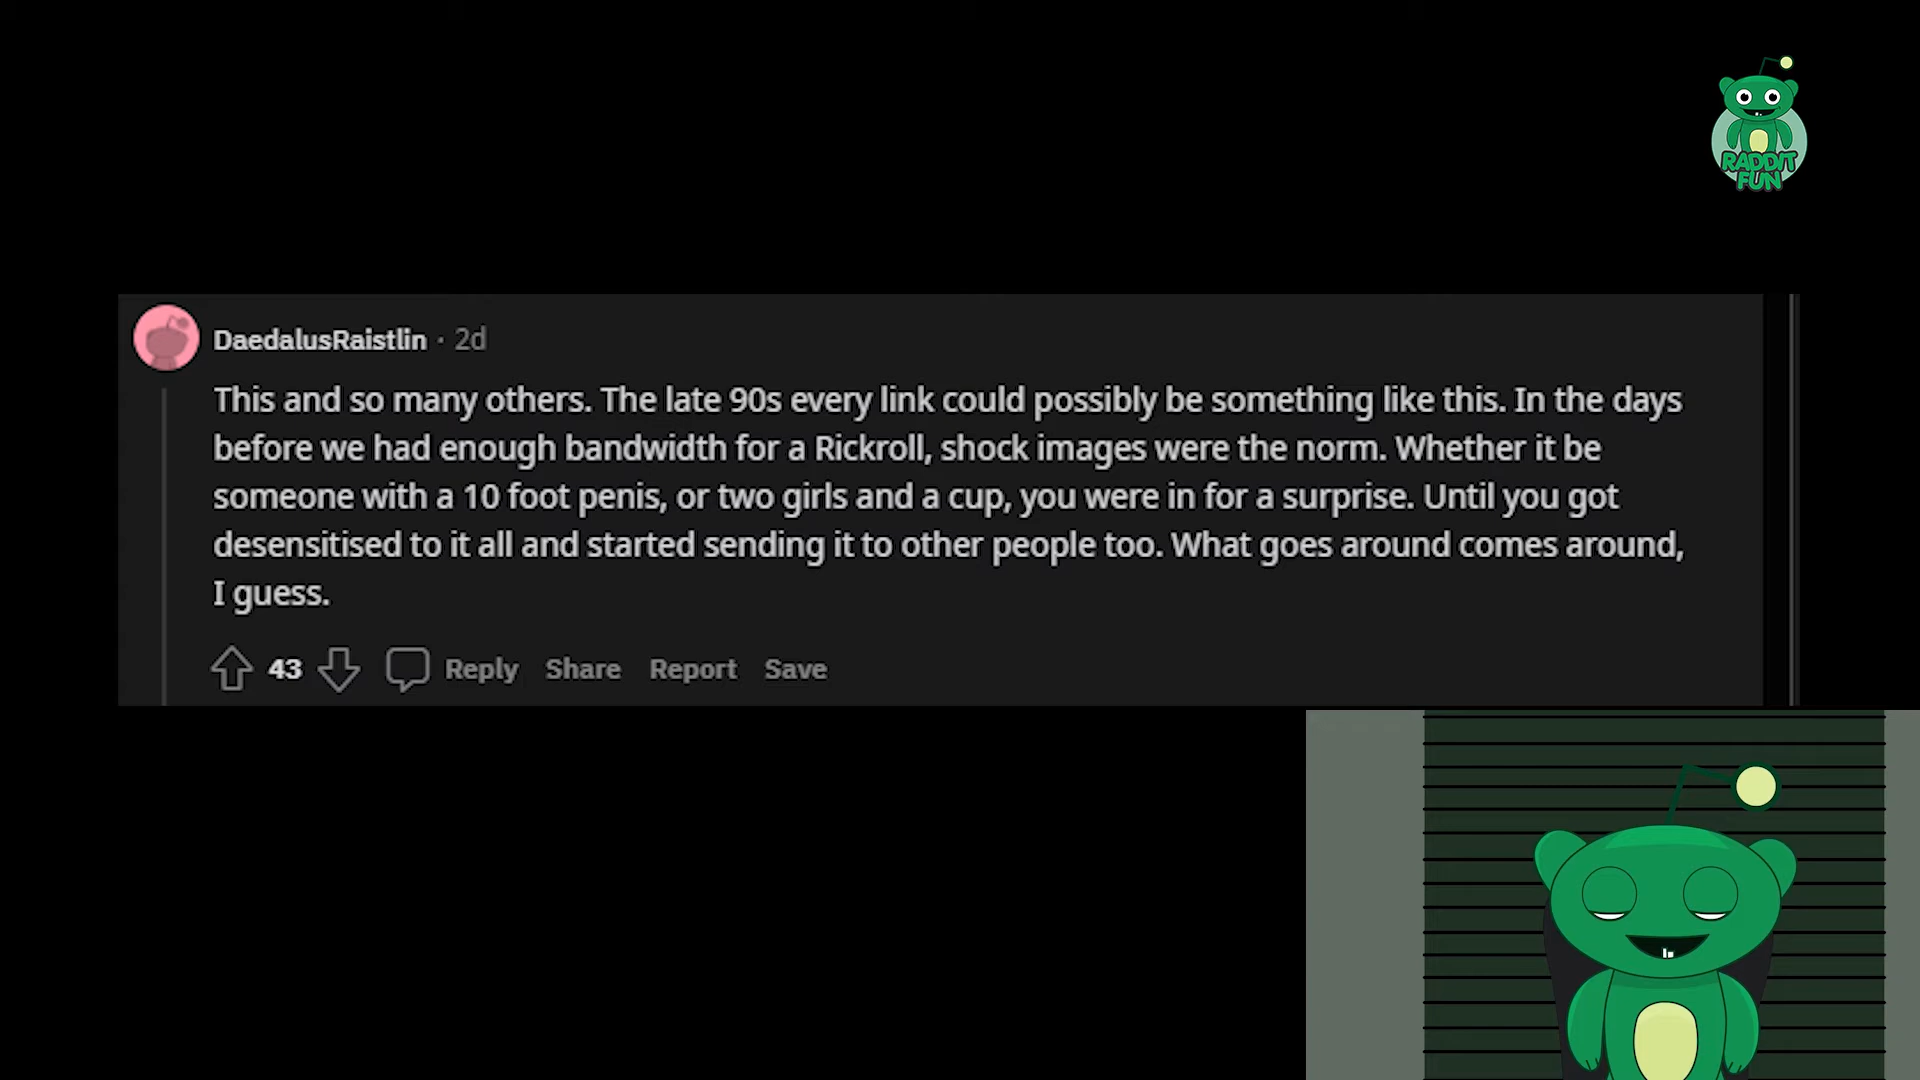 RADDIT
FUN
DaedalusRaistlin · 2d
This and so many others. The late 90s every link could possibly be something like this. In the days
before we had enough bandwidth for a Rickroll, shock images were the norm. Whether it be
someone with a 10 foot penis, or two girls and a cup, you were in for a surprise. Until you got
desensitised to it all and started sending it to other people too. What goes around comes around,
I guess.
43 Reply Share Report Save